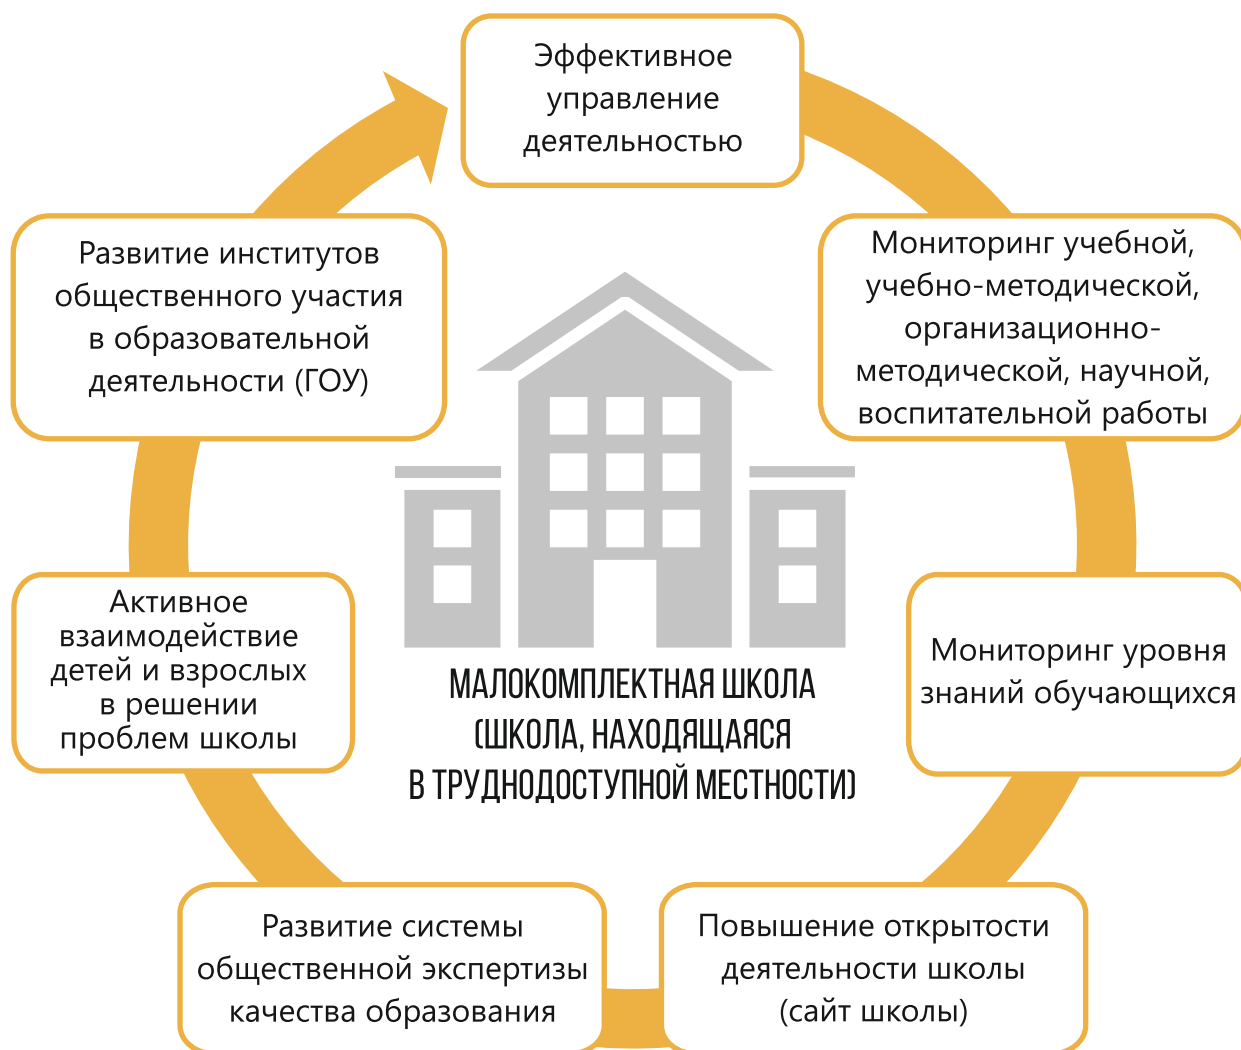 Эффективное
управление
деятельностью
Мониторинг учебной,
учебно-методической,
организационно-
методической, научной,
воспитательной работы
Мониторинг уровня
знаний обучающихся
Повышение открытости
деятельности школы
(сайт школы)
Развитие системы
общественной экспертизы
качества образования
Активное
взаимодействие
детей и взрослых
в решении
проблем школы
Развитие институтов
общественного участия
в образовательной
деятельности (ГОУ)
МАЛОКОМПЛЕКТНАЯ ШКОЛА
(ШКОЛА, НАХОДЯЩАЯСЯ
В ТРУДНОДОСТУПНОЙ МЕСТНОСТИ)